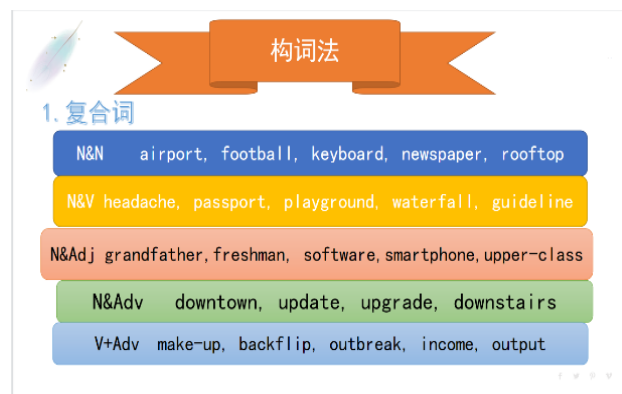 构词法
1.复合词
N&N airport, football, keyboard, newspaper, rooftop
N&V headache, passport, playground, waterfall, guideline
N&Adj grandfather,freshman, software,smartphone,upper-class
N&Adv downtown, update, upgrade, downstairs
V+Adv make-up, backflip, outbreak, income, output